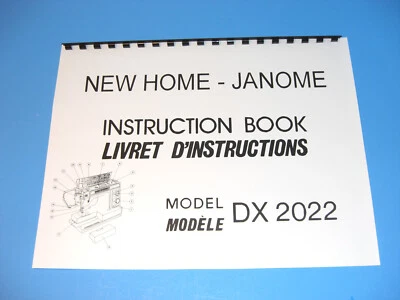 NEW HOME - JANOME
INSTRUCTION BOOK
LIVRET D'INSTRUCTIONS
MODEL
MODÈLE
DX 2022